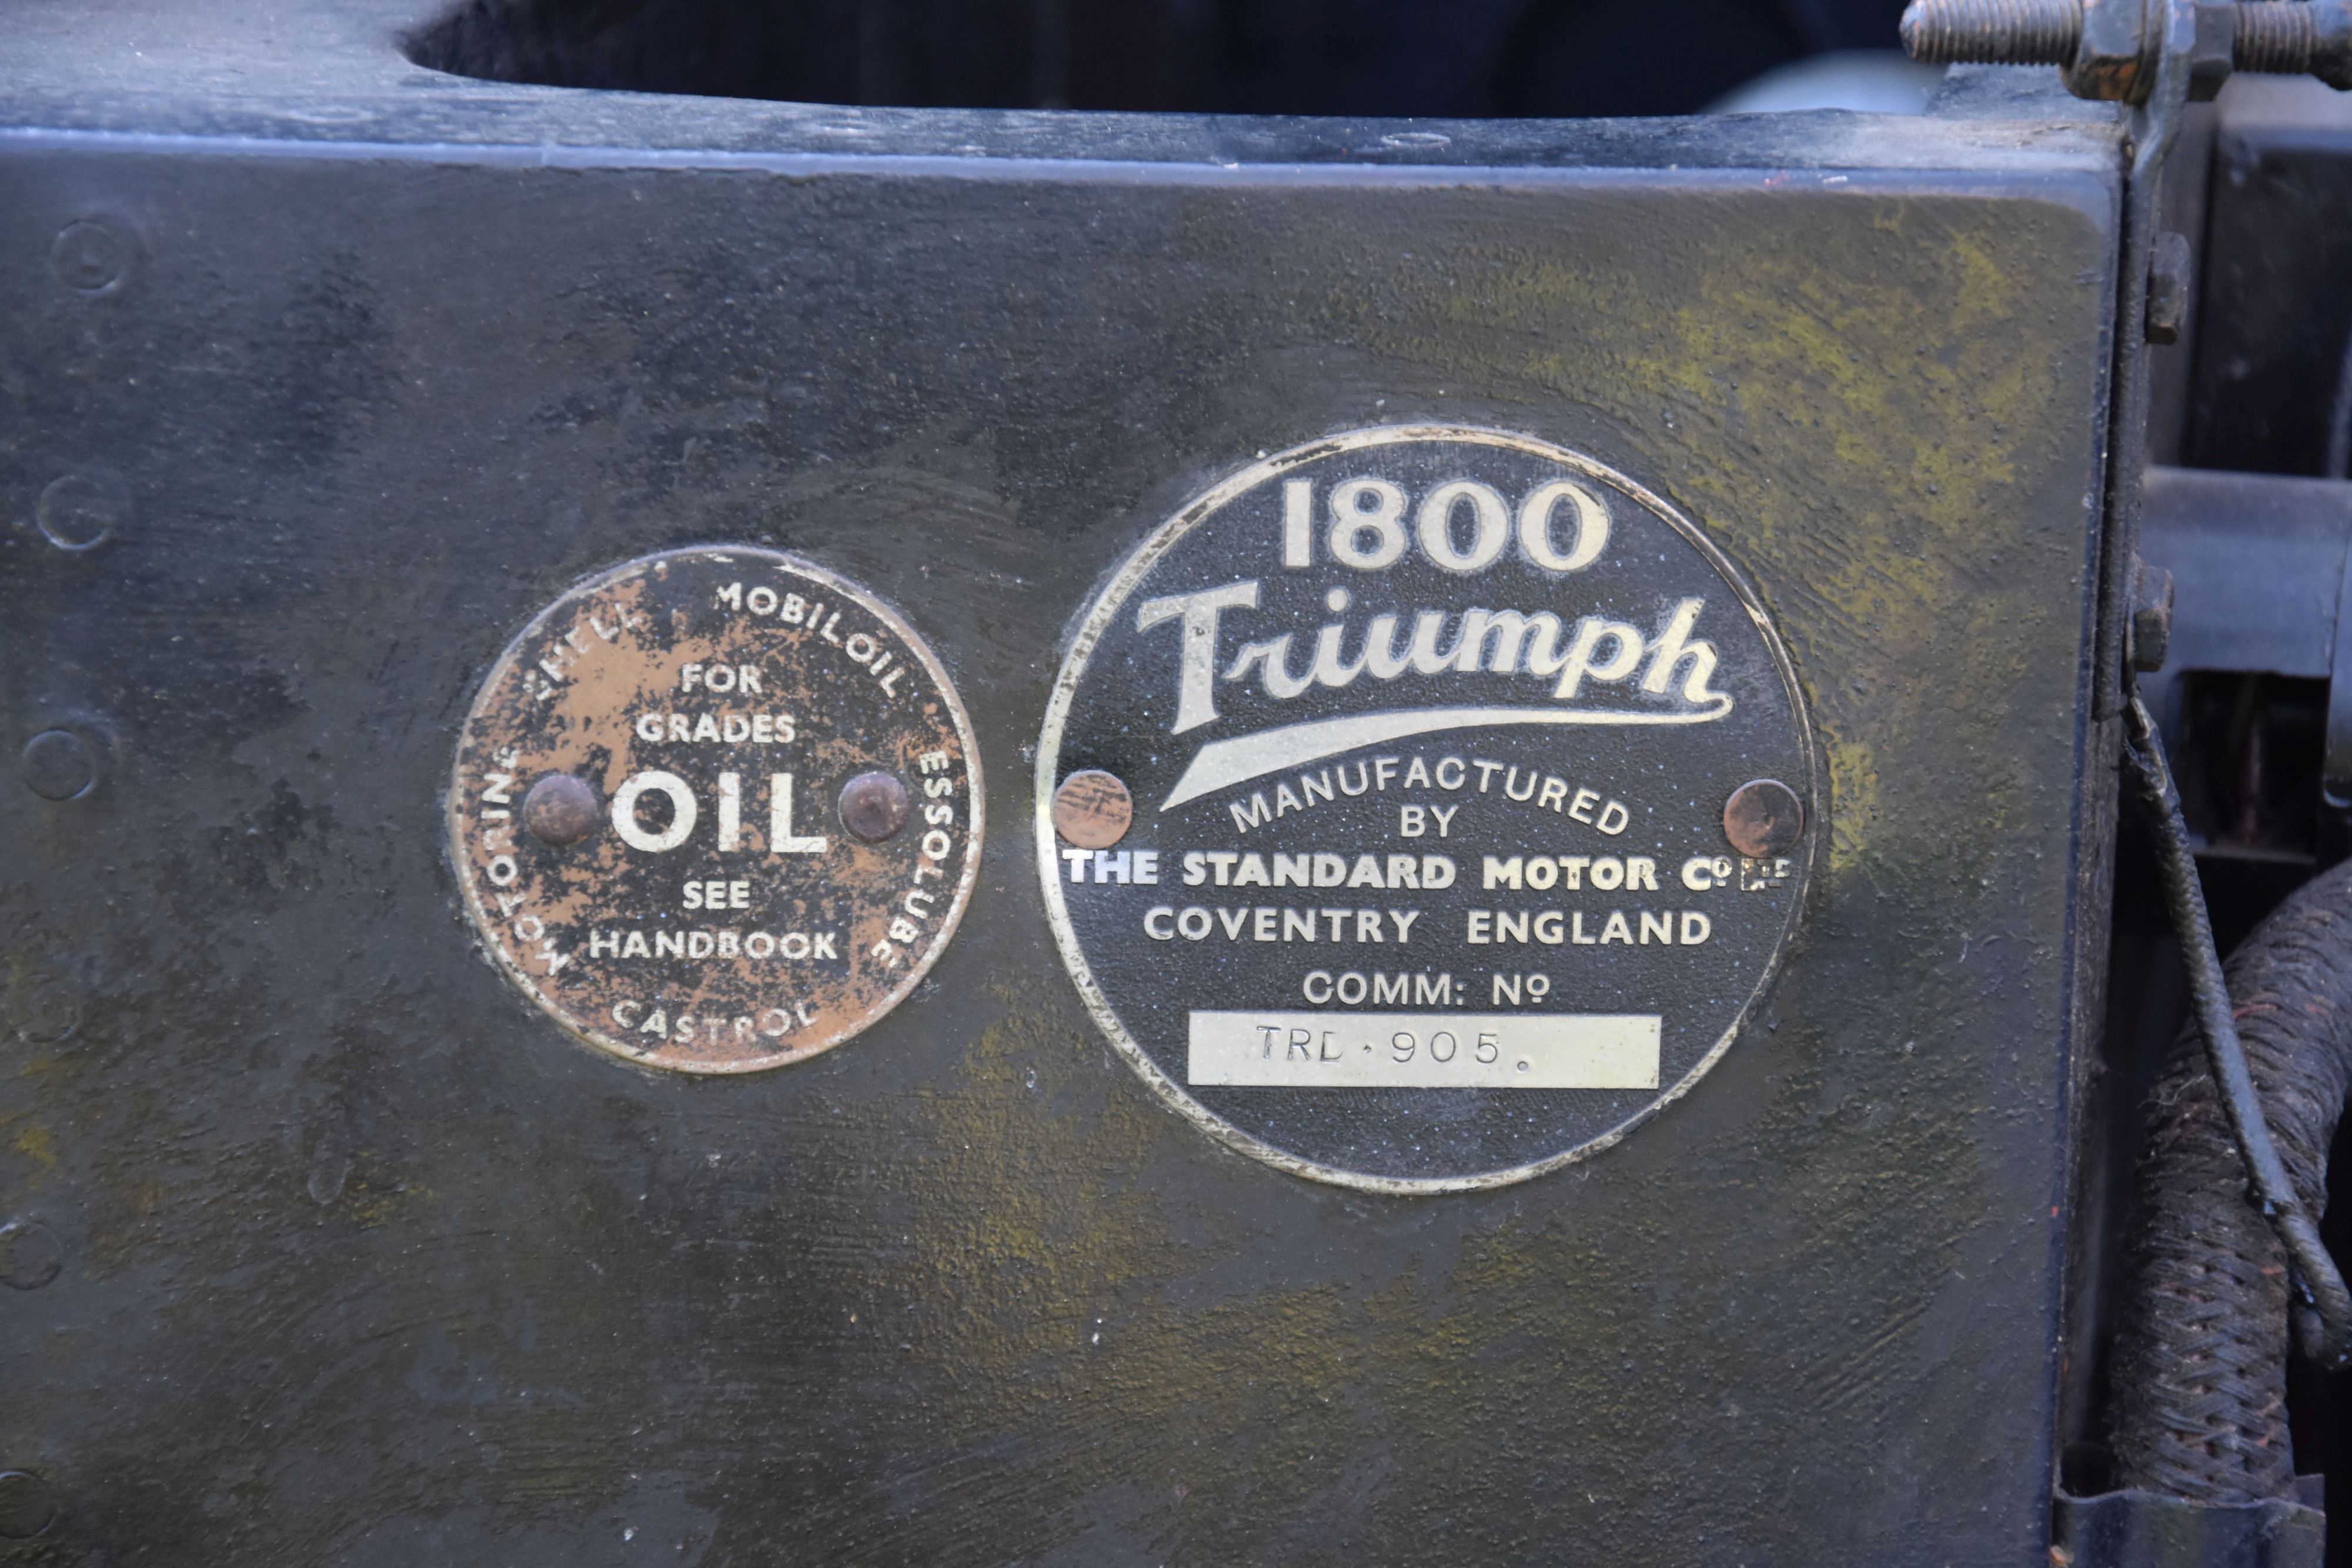 SHELL
MOBILOIL
ESSOLUBE
CASTROL
MOTORINE
FOR
GRADES
OIL
SEE
HANDBOOK
1800
Triumph
MANUFACTURED
BY
THE STANDARD MOTOR Cº LTD
COVENTRY ENGLAND
COMM: Nº
TRD · 905.